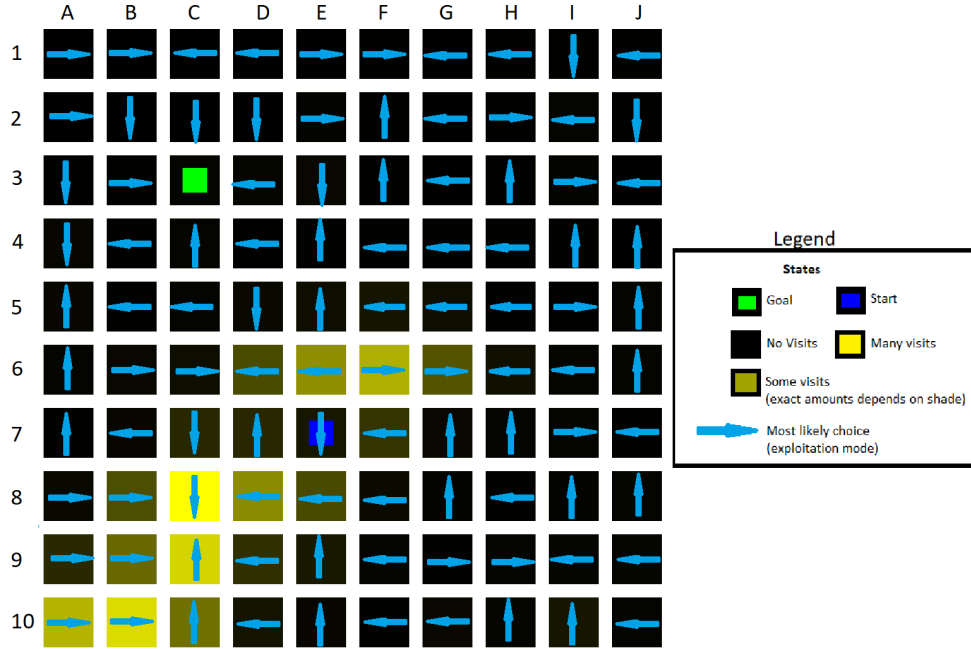 A B C D E F G H I J
1
2
3
4
5
6
7
8
9
10
Legend
States
Goal
Start
No Visits
Many visits
Some visits
(exact amounts depends on shade)
Most likely choice
(exploitation mode)